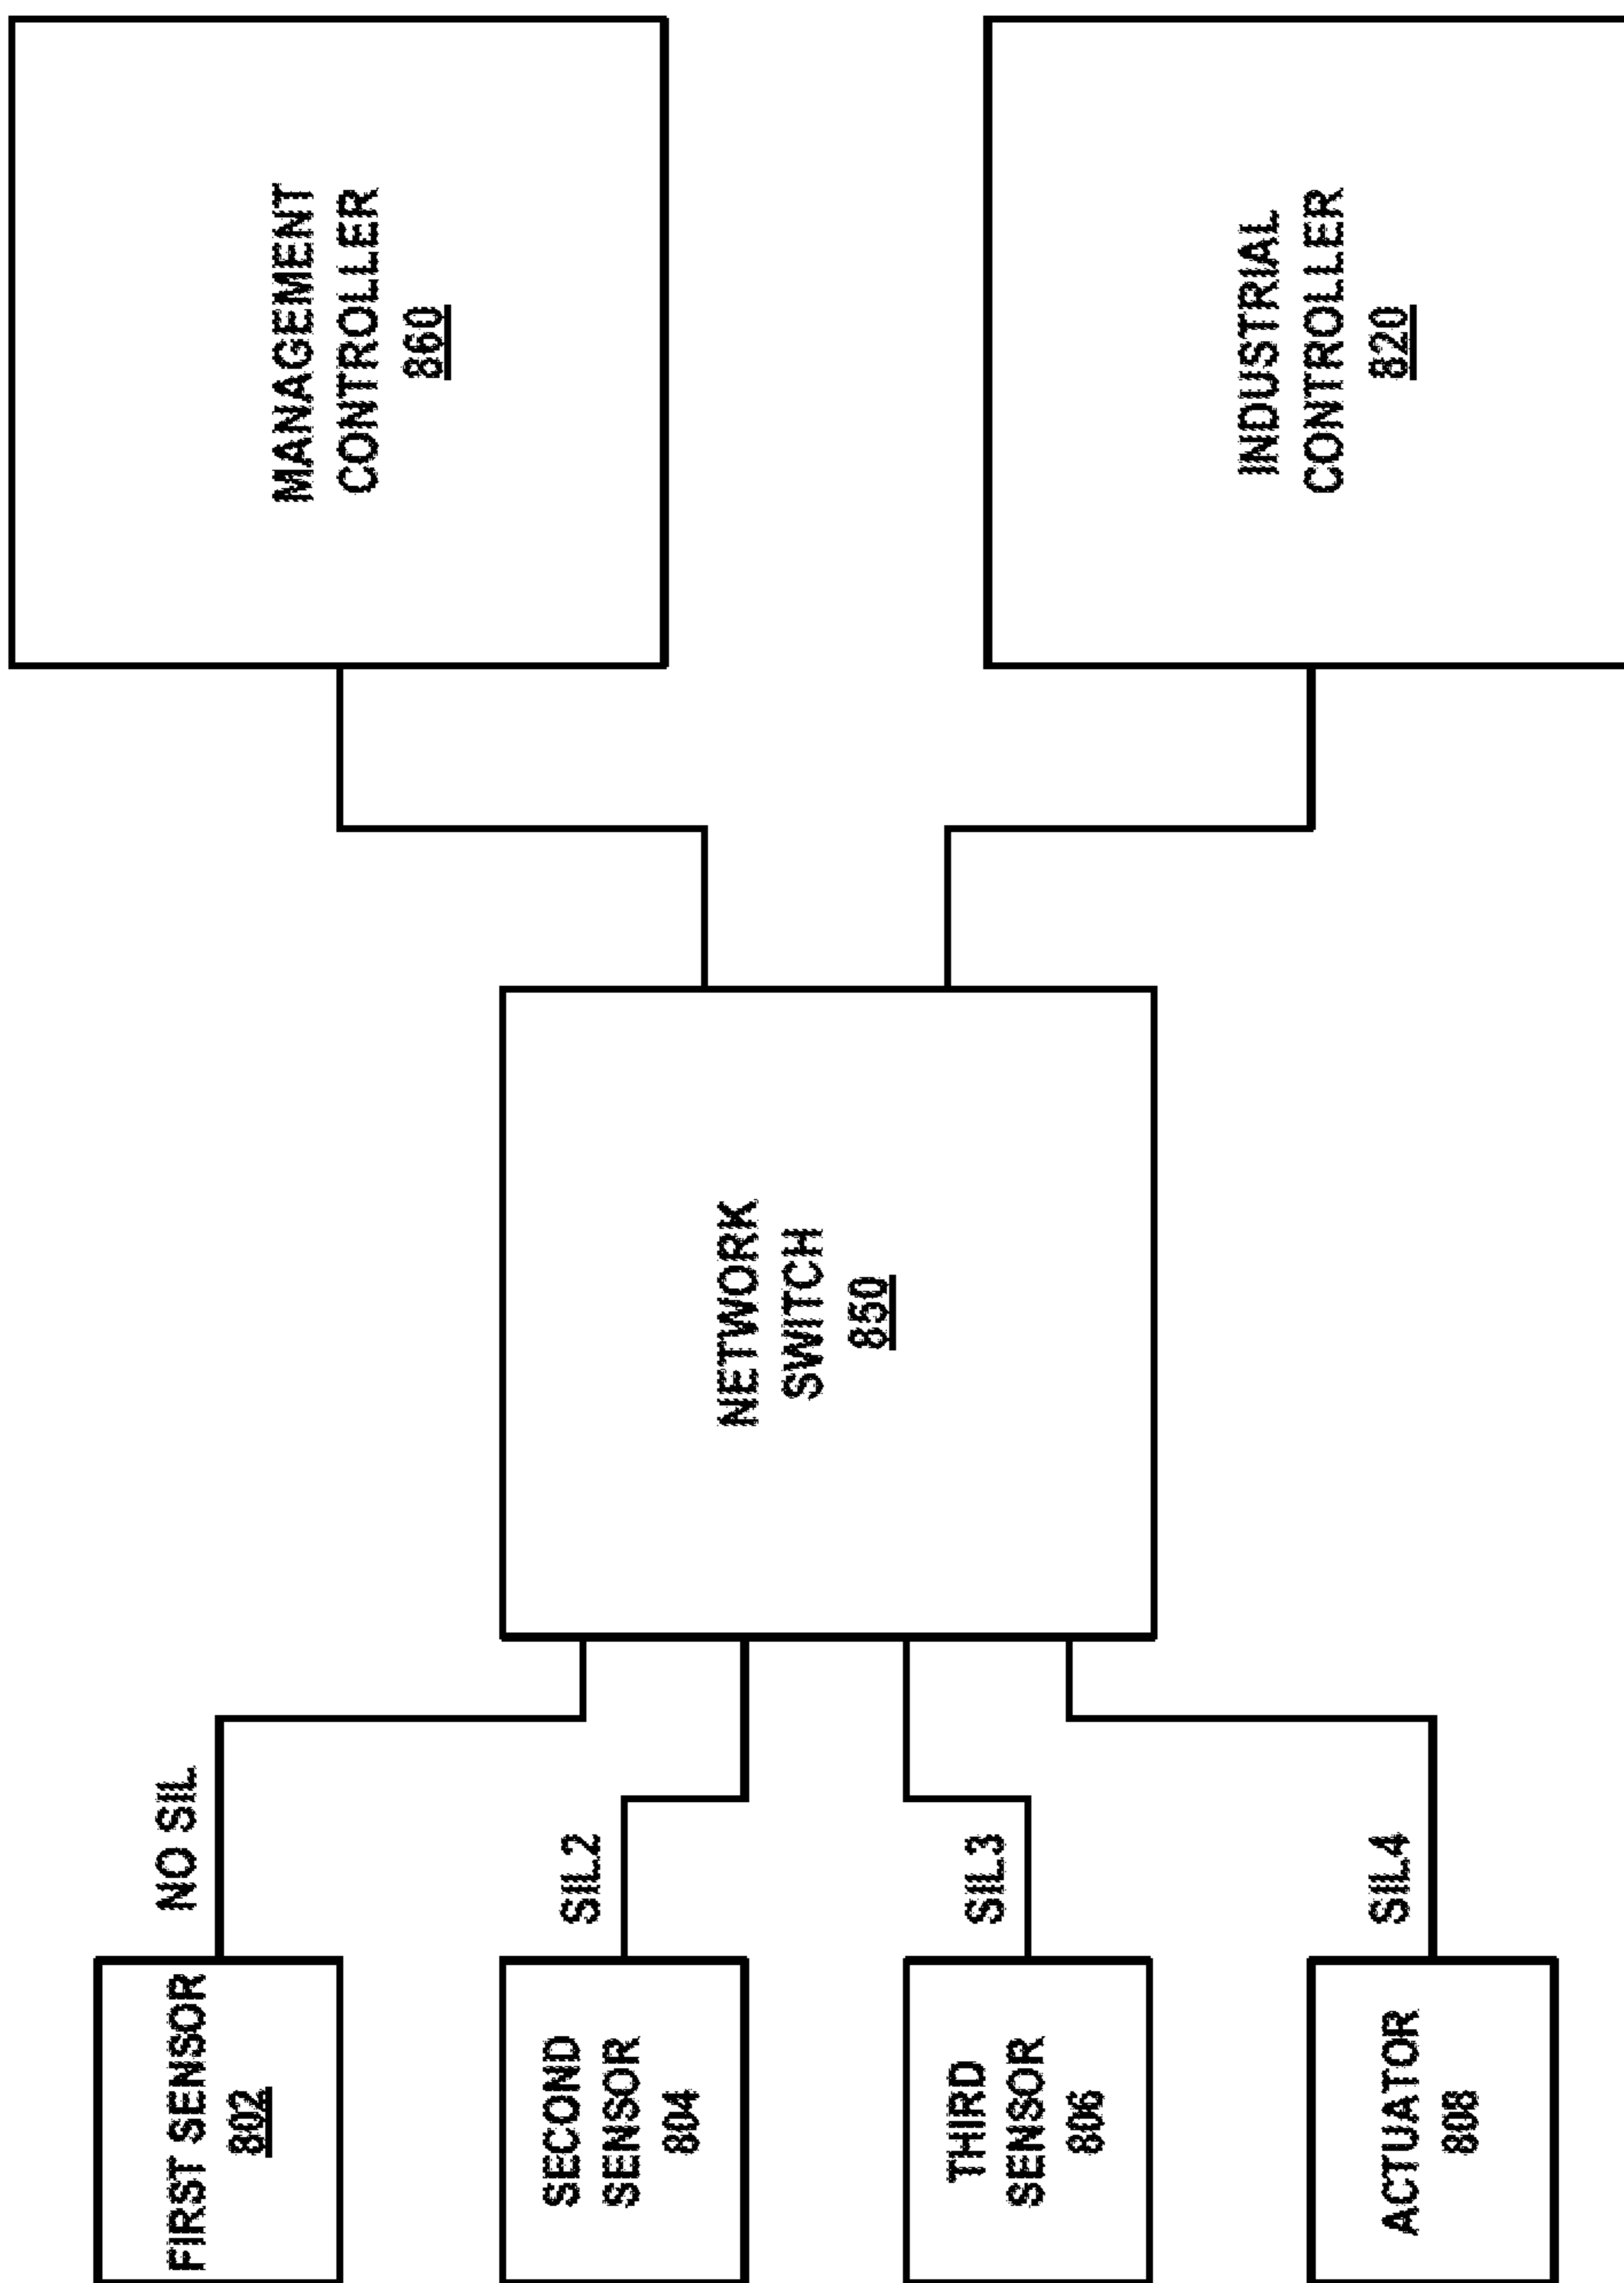 FIRST SENSOR
802
NO SIL
SECOND
SENSOR
804
SIL2
THIRD
SENSOR
806
SIL3
ACTUATOR
808
SIL4
NETWORK
SWITCH
850
MANAGEMENT
CONTROLLER
860
INDUSTRIAL
CONTROLLER
820